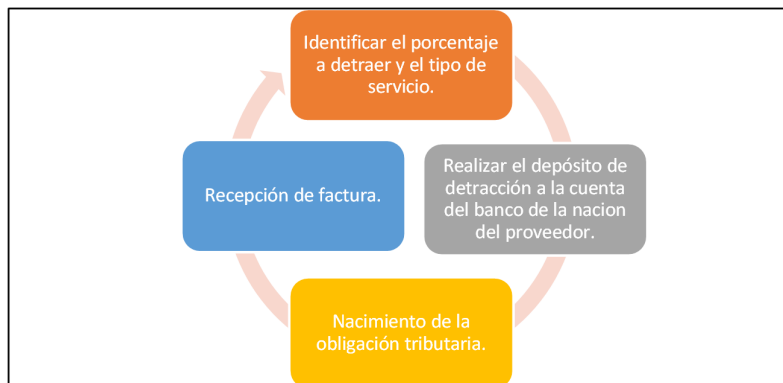 Identificar el porcentaje
a detraer y el tipo de
servicio.
Recepción de factura.
Realizar el depósito de
detracción a la cuenta
del banco de la nacion
del proveedor.
Nacimiento de la
obligación tributaria.